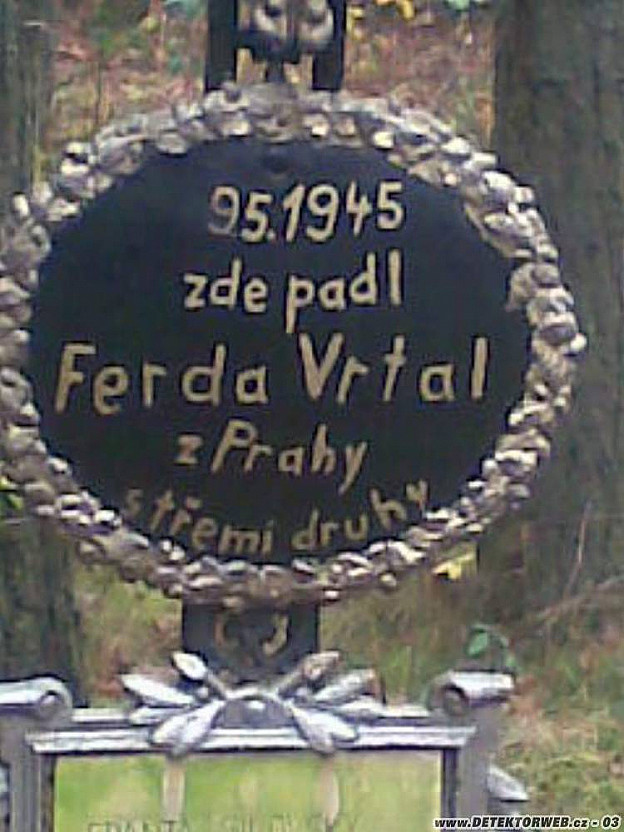 9.5.1945
zde padl
Ferda Vrtal
z Prahy
s třemi druhy
WWW.DETEKTORWEB.cz - 03